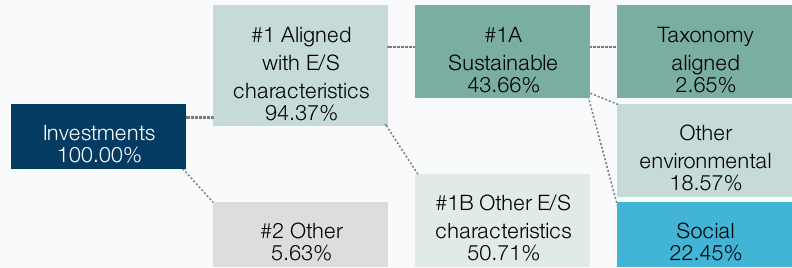 Investments
100.00%
#1 Aligned
with E/S
characteristics
94.37%
#2 Other
5.63%
#1A
Sustainable
43.66%
#1B Other E/S
characteristics
50.71%
Taxonomy
aligned
2.65%
Other
environmental
18.57%
Social
22.45%